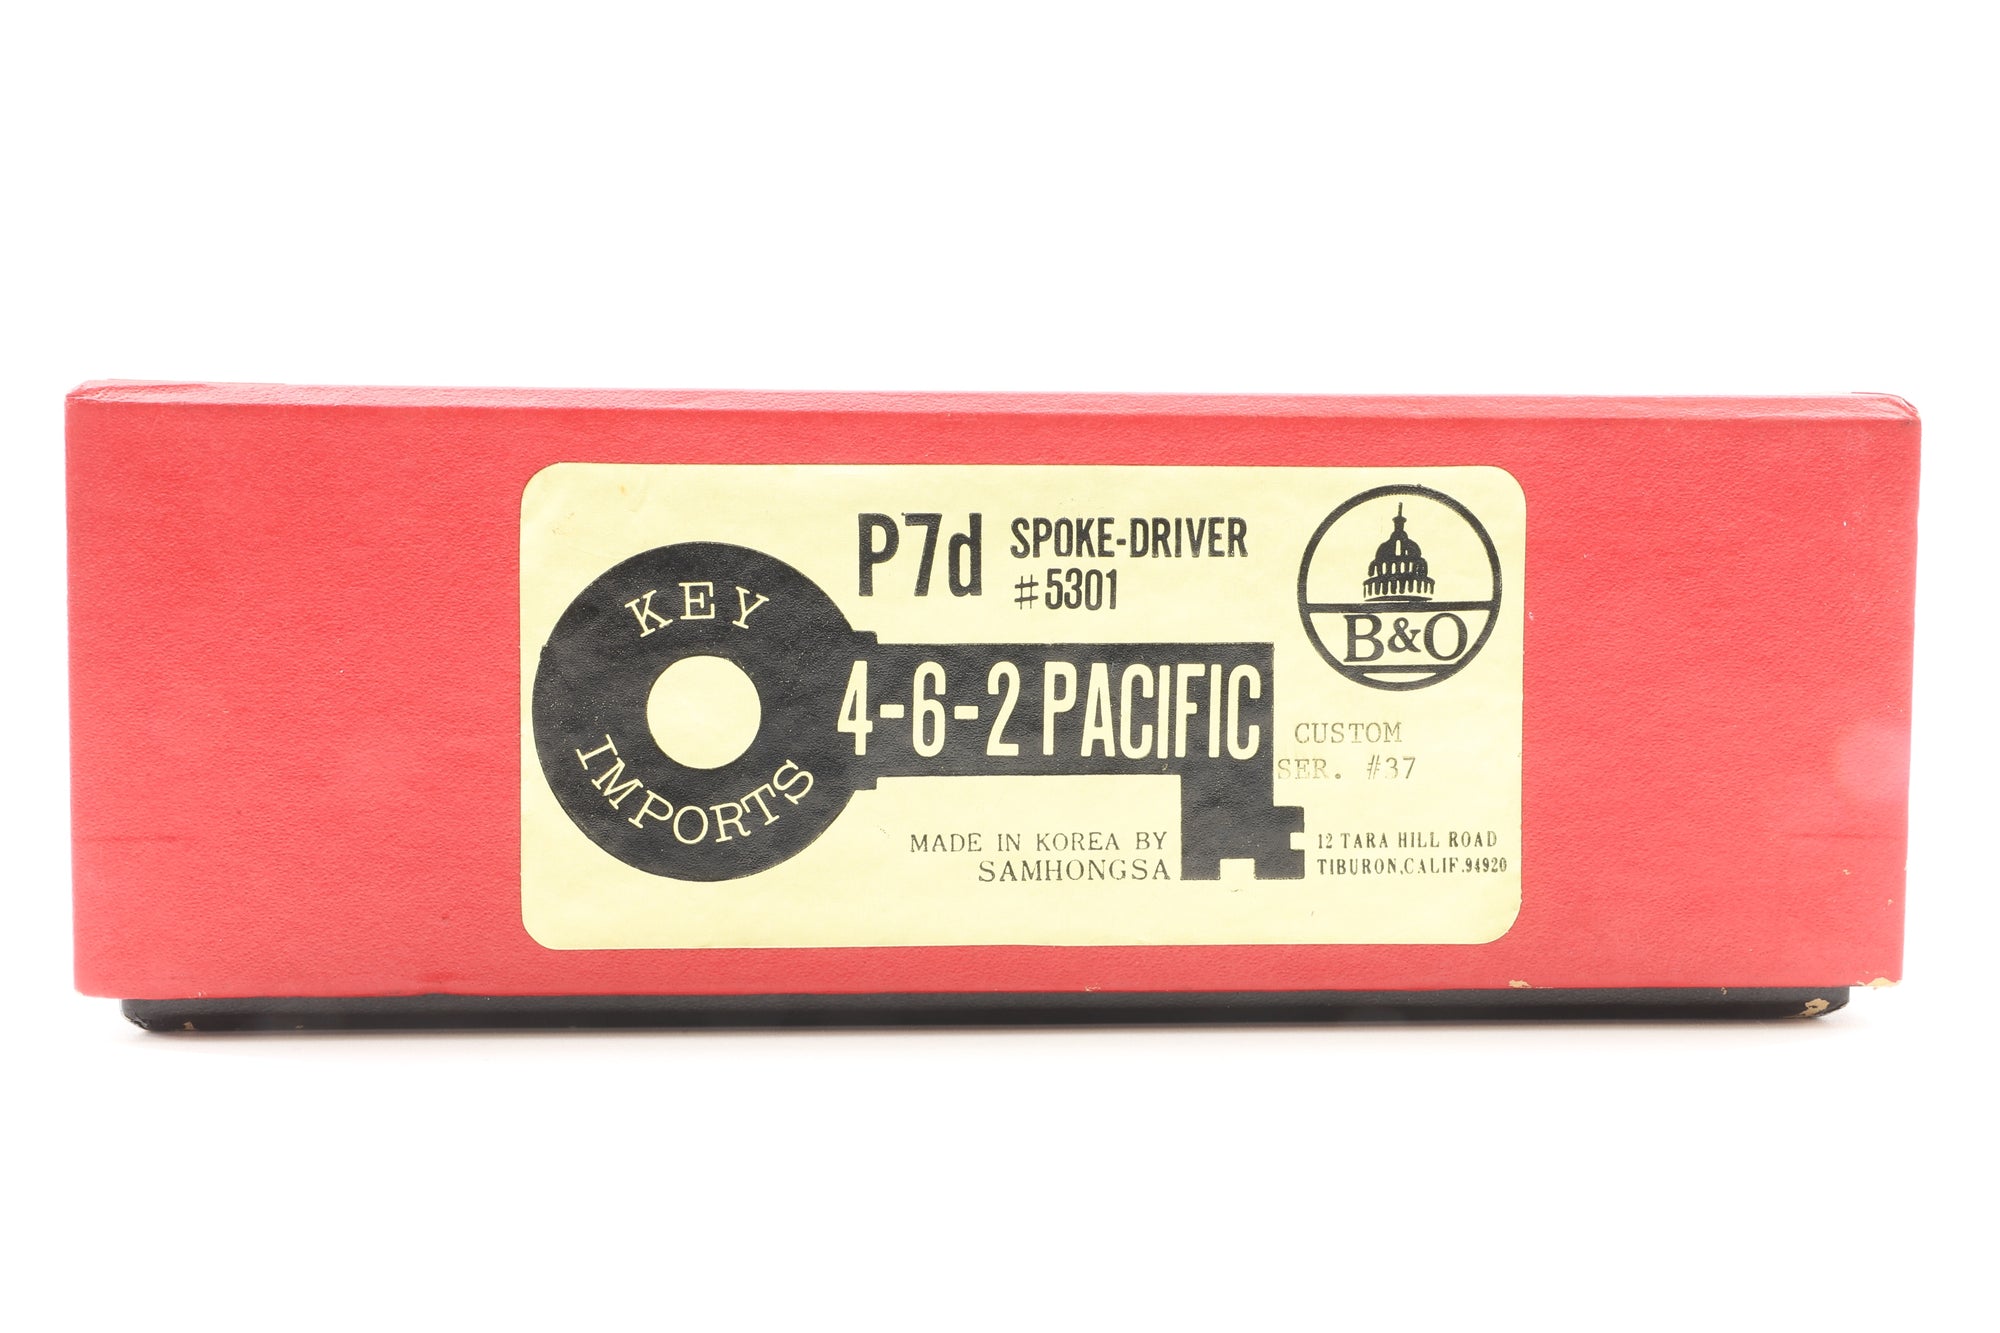 P7d SPOKE-DRIVER
#5301
B&O
KEY
IMPORTS
4-6-2 PACIFIC
CUSTOM
SER. #37
MADE IN KOREA BY
SAMHONGSA
12 TARA HILL ROAD
TIBURON,CALIF.94920